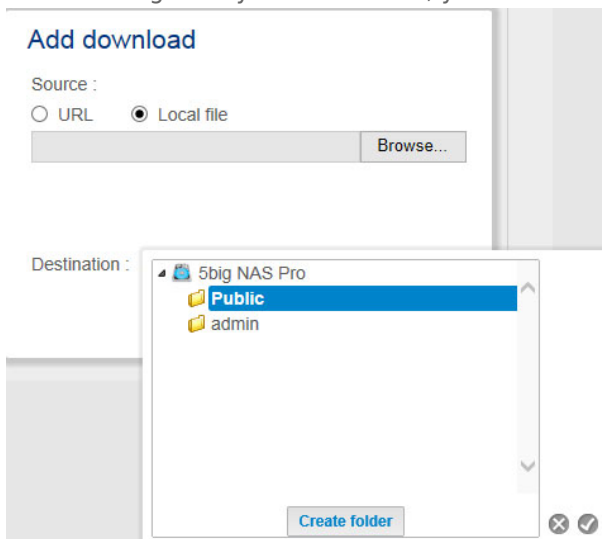 Add download
Source :
URL Local file
Browse...
Destination :
5big NAS Pro
Public
admin
Create folder